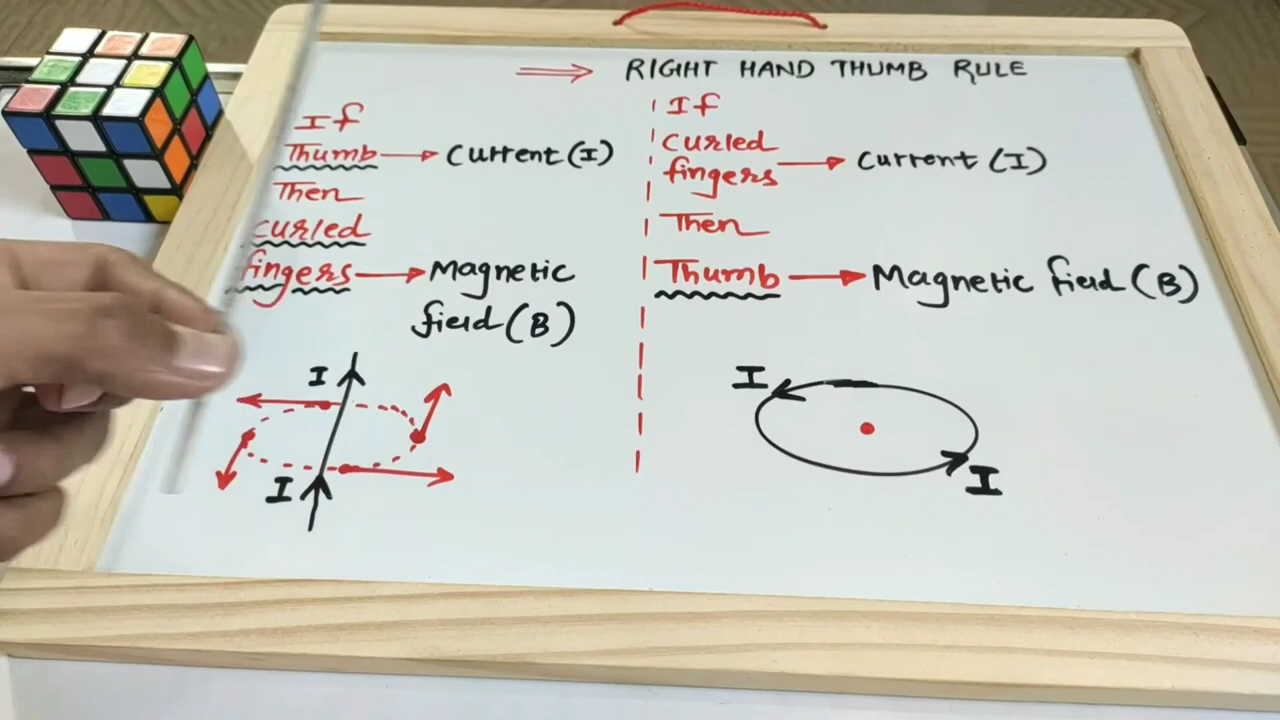 ⇒ RIGHT HAND THUMB RULE
If
Thumb → Current (I)
Then
curled
fingers → Magnetic
field (B)
I
I
If
curled
fingers → Current (I)
Then
Thumb → Magnetic field (B)
I
I